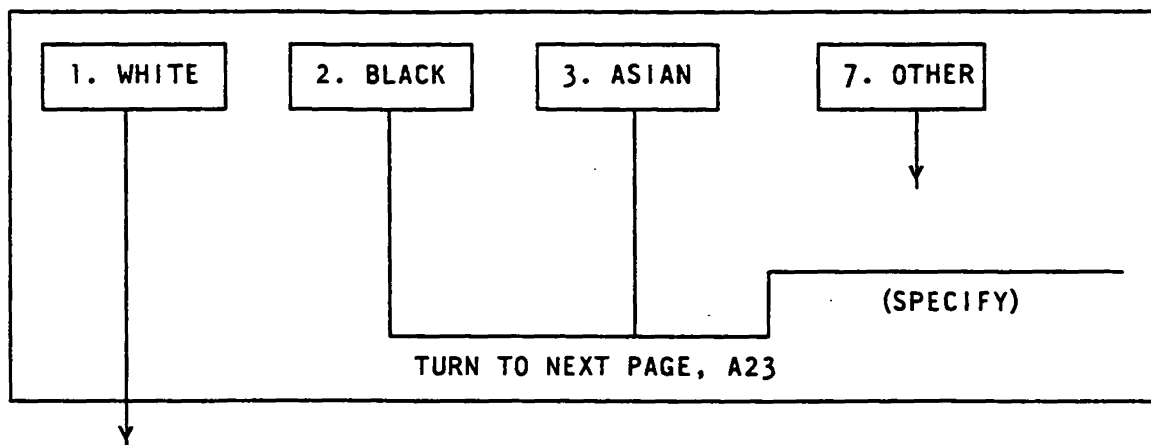 1. WHITE 2. BLACK 3. ASIAN 7. OTHER
(SPECIFY)
TURN TO NEXT PAGE, A23